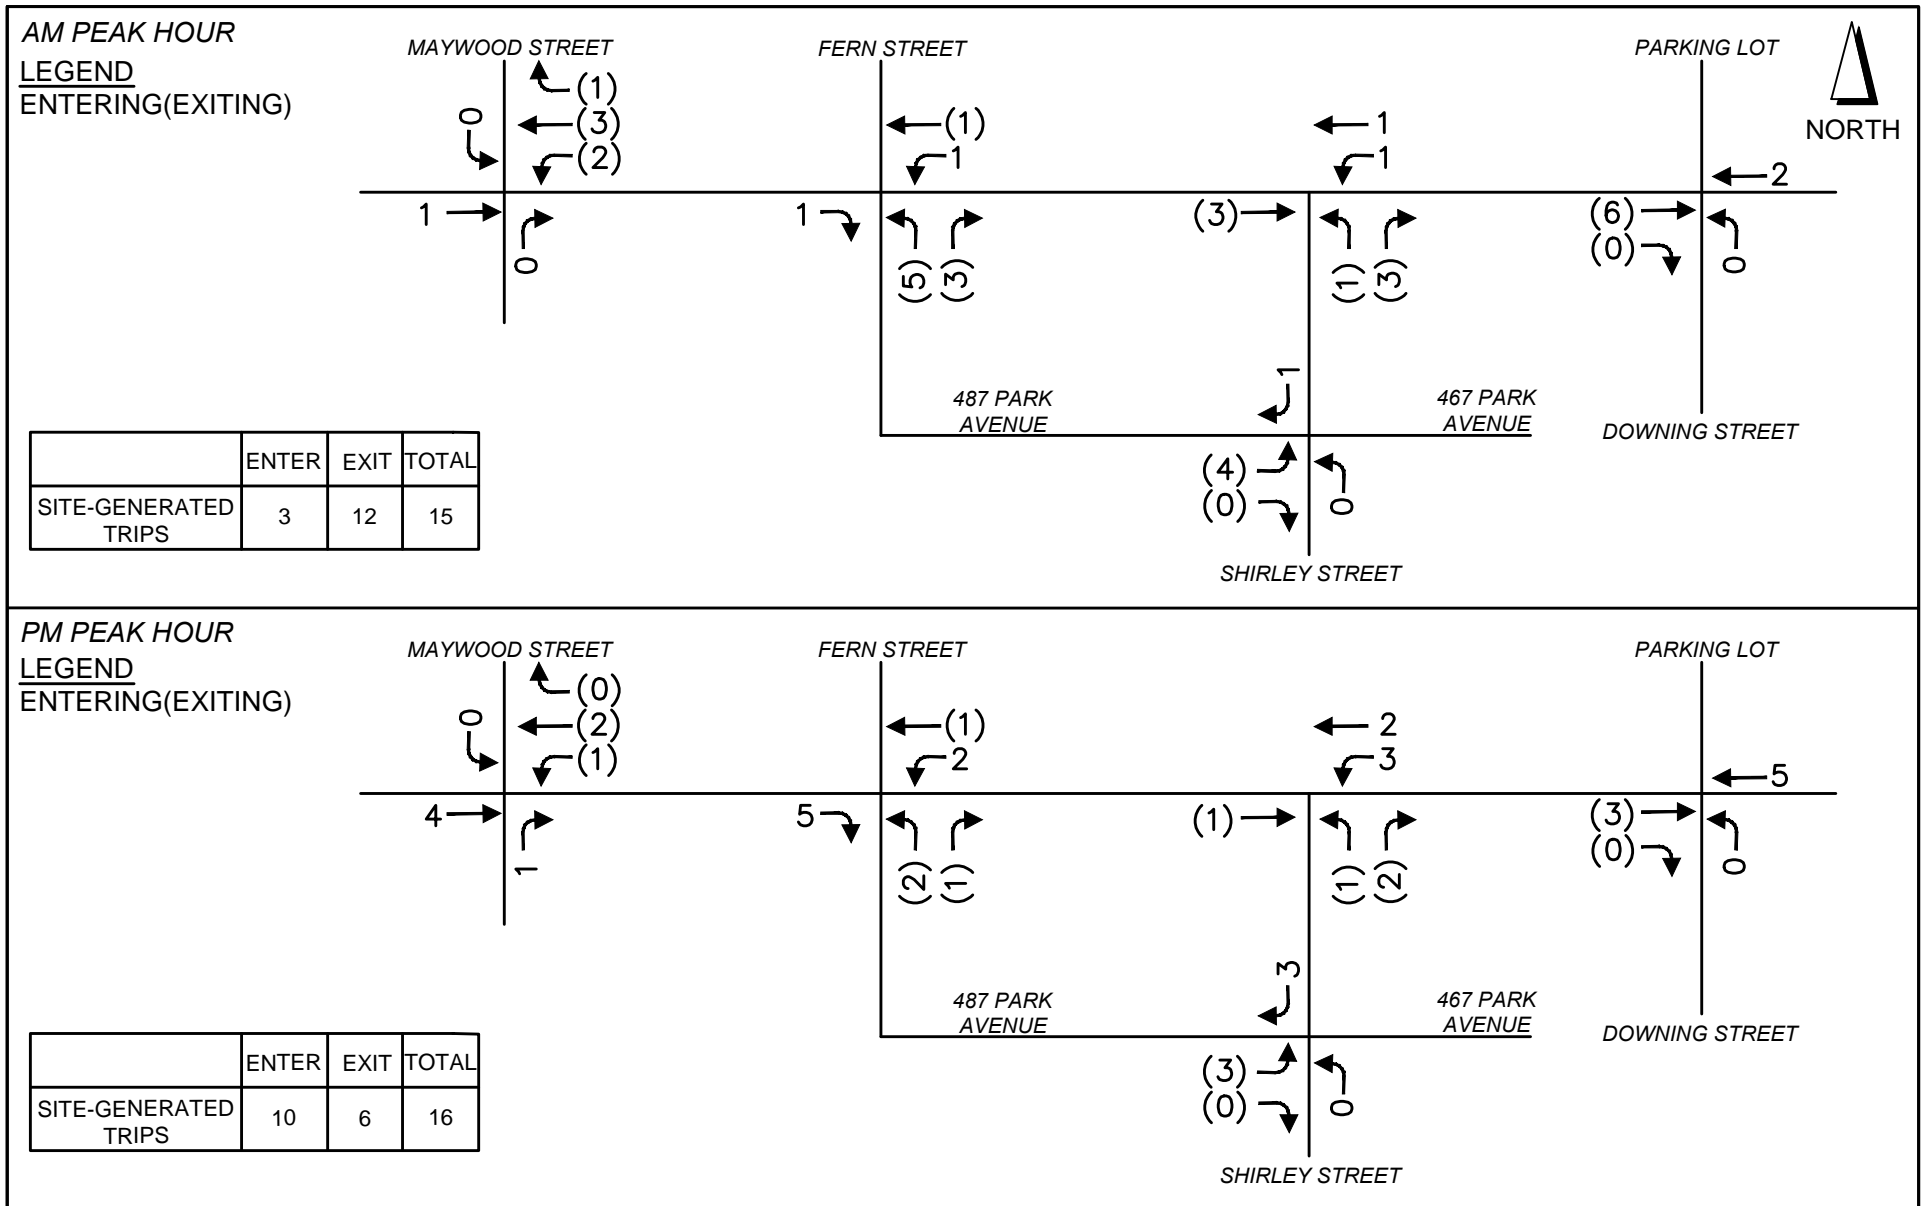 AM PEAK HOUR
LEGEND
ENTERING(EXITING)
MAYWOOD STREET
FERN STREET
PARKING LOT
NORTH
0
(1)
(3)
(2)
1
0
(1)
1
1
(5)
(3)
1
1
(3)
(1)
(3)
2
(6)
(0)
0
487 PARK
AVENUE
1
467 PARK
AVENUE
(4)
(0)
0
DOWNING STREET
SHIRLEY STREET
ENTER EXIT TOTAL
SITE-GENERATED
TRIPS
3 12 15
PM PEAK HOUR
LEGEND
ENTERING(EXITING)
MAYWOOD STREET
FERN STREET
PARKING LOT
0
(0)
(2)
(1)
4
1
(1)
2
5
(2)
(1)
2
3
(1)
(1)
(2)
5
(3)
(0)
0
487 PARK
AVENUE
3
467 PARK
AVENUE
(3)
(0)
0
DOWNING STREET
SHIRLEY STREET
ENTER EXIT TOTAL
SITE-GENERATED
TRIPS
10 6 16